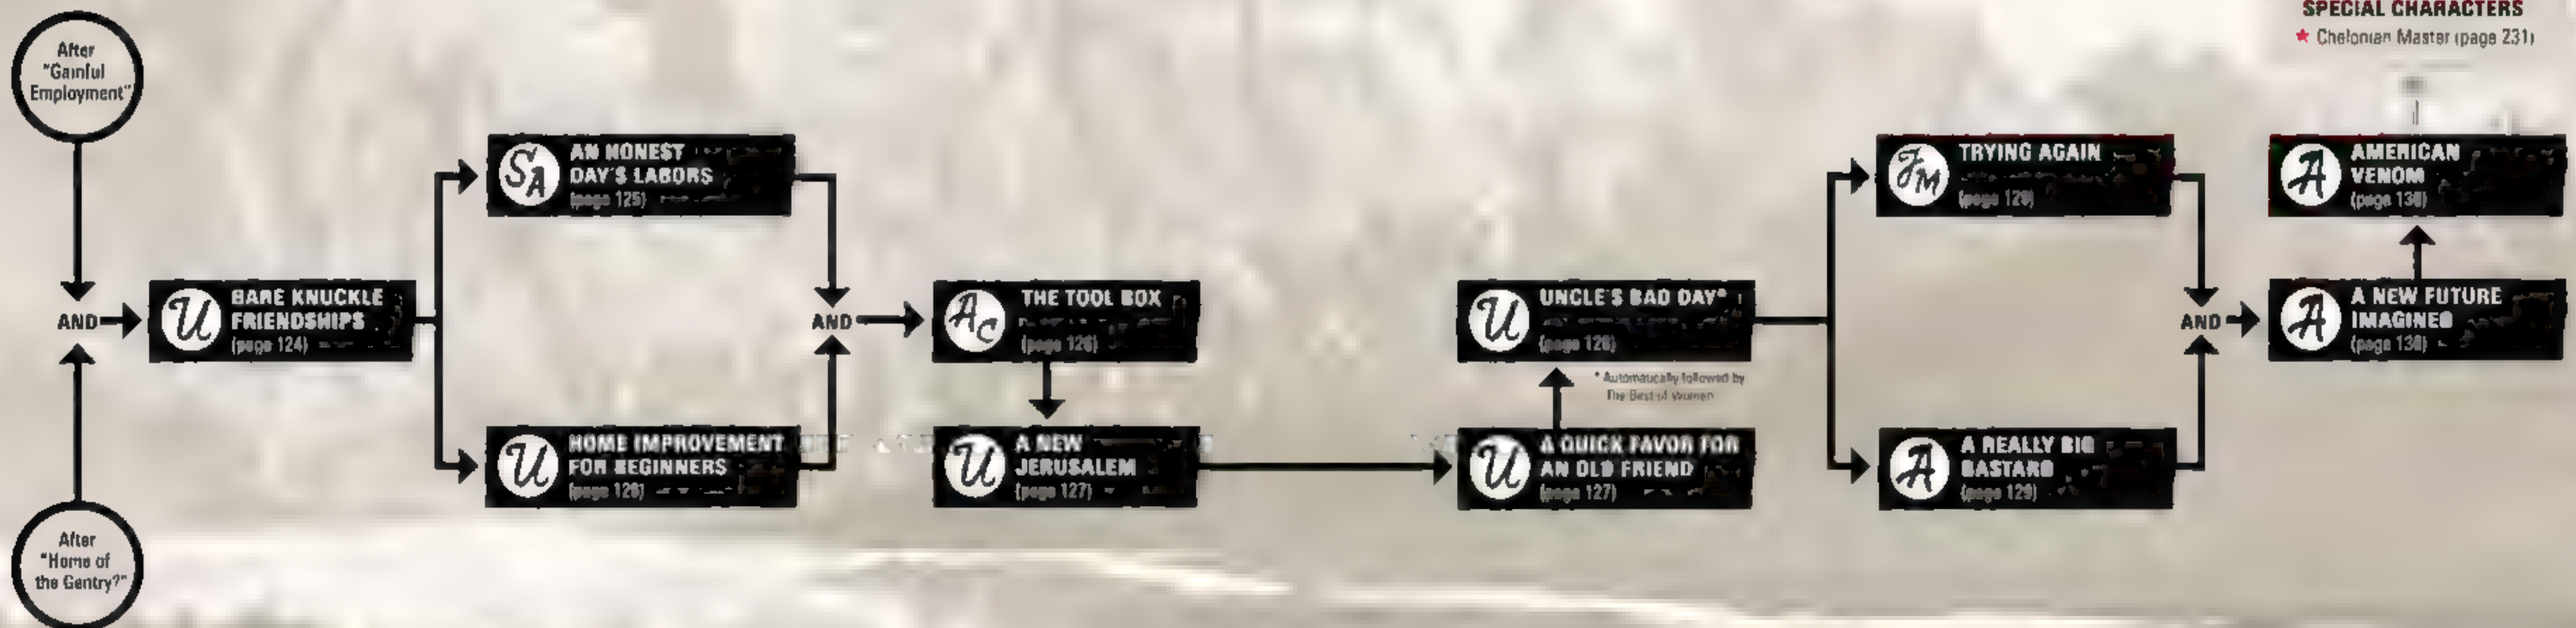 After
"Gainful
Employment"
AND
After
"Home of
the Gentry?"
U
BARE KNUCKLE
FRIENDSHIPS
(page 124)
SA
AN HONEST
DAY'S LABORS
(page 125)
U
HOME IMPROVEMENT
FOR BEGINNERS
(page 126)
AND
AC
THE TOOL BOX
(page 126)
U
A NEW
JERUSALEM
(page 127)
U
A QUICK FAVOR FOR
AN OLD FRIEND
(page 127)
U
UNCLE'S BAD DAY*
(page 128)
* Automatically followed by
The Best of Women
JM
TRYING AGAIN
(page 129)
A
A REALLY BIG
BASTARD
(page 129)
AND
A
A NEW FUTURE
IMAGINED
(page 130)
A
AMERICAN
VENOM
(page 130)
SPECIAL CHARACTERS
★ Chelonian Master (page 231)